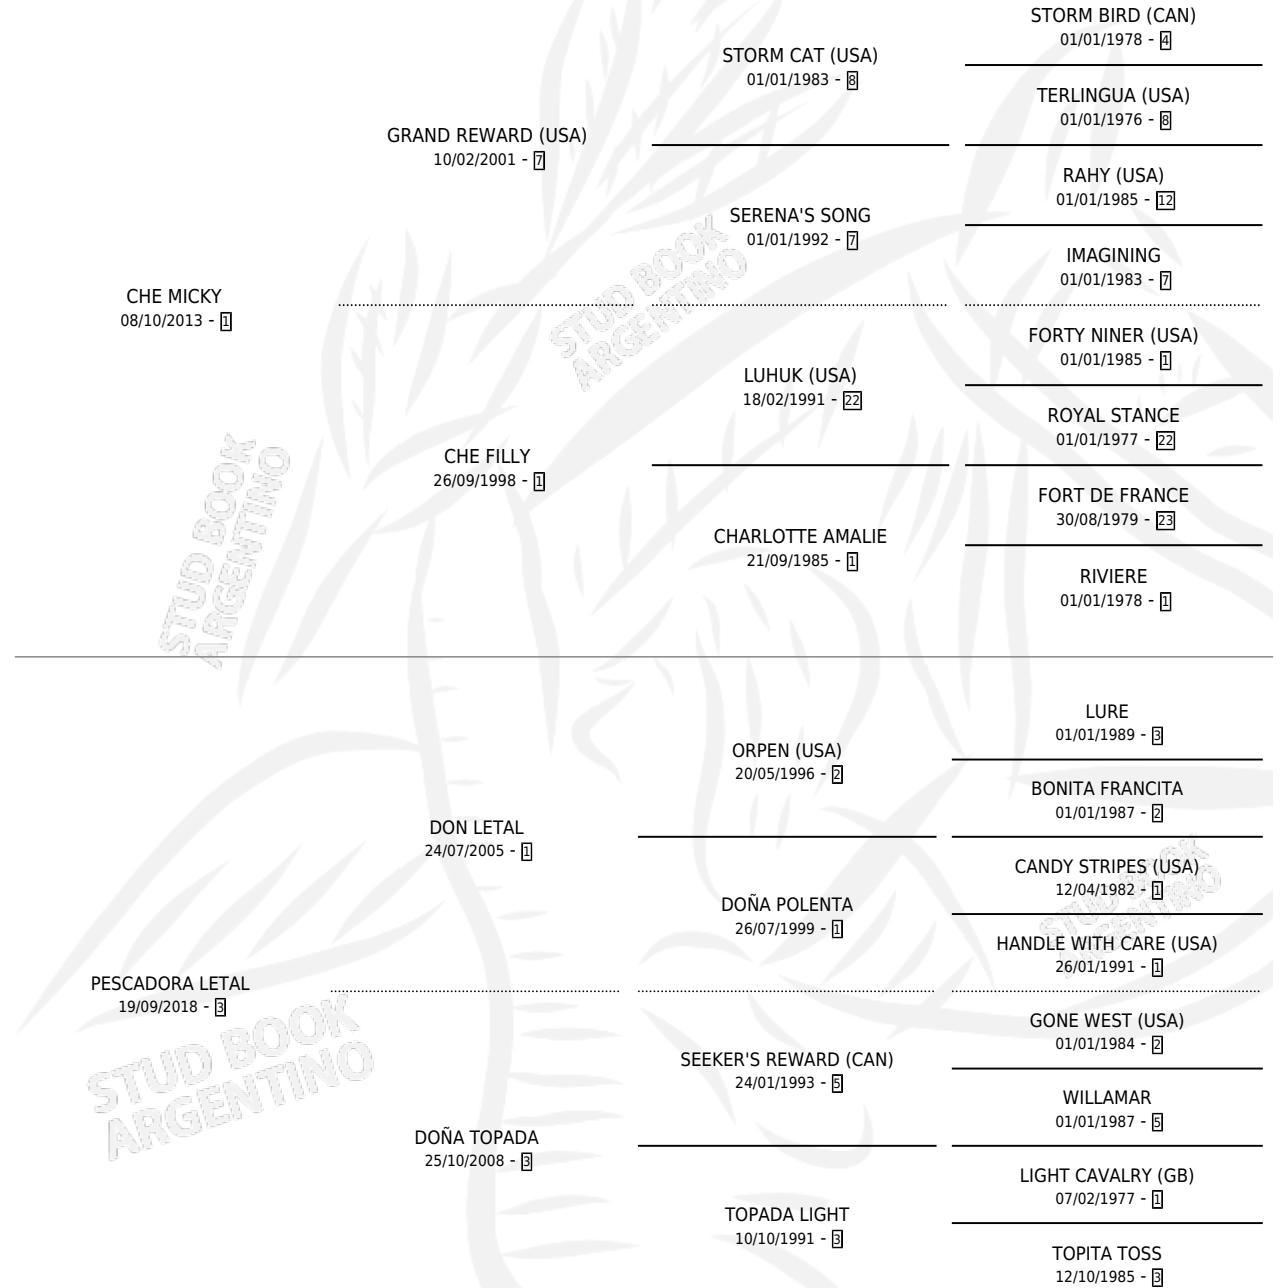 STORM BIRD (CAN)
01/01/1978 - 4
STORM CAT (USA)
01/01/1983 - 8
TERLINGUA (USA)
01/01/1976 - 8
GRAND REWARD (USA)
10/02/2001 - 7
RAHY (USA)
01/01/1985 - 12
SERENA'S SONG
01/01/1992 - 7
IMAGINING
01/01/1983 - 7
CHE MICKY
08/10/2013 - 1
FORTY NINER (USA)
01/01/1985 - 1
LUHUK (USA)
18/02/1991 - 22
ROYAL STANCE
01/01/1977 - 22
CHE FILLY
26/09/1998 - 1
FORT DE FRANCE
30/08/1979 - 23
CHARLOTTE AMALIE
21/09/1985 - 1
RIVIERE
01/01/1978 - 1
LURE
01/01/1989 - 3
ORPEN (USA)
20/05/1996 - 2
BONITA FRANCITA
01/01/1987 - 2
DON LETAL
24/07/2005 - 1
CANDY STRIPES (USA)
12/04/1982 - 1
DOÑA POLENTA
26/07/1999 - 1
HANDLE WITH CARE (USA)
26/01/1991 - 1
PESCADORA LETAL
19/09/2018 - 3
GONE WEST (USA)
01/01/1984 - 2
SEEKER'S REWARD (CAN)
24/01/1993 - 5
WILLAMAR
01/01/1987 - 5
DOÑA TOPADA
25/10/2008 - 3
LIGHT CAVALRY (GB)
07/02/1977 - 1
TOPADA LIGHT
10/10/1991 - 3
TOPITA TOSS
12/10/1985 - 3
STUD BOOK
ARGENTINO
STUD BOOK
ARGENTINO
STUD BOOK
ARGENTINO
STUD BOOK
ARGENTINO